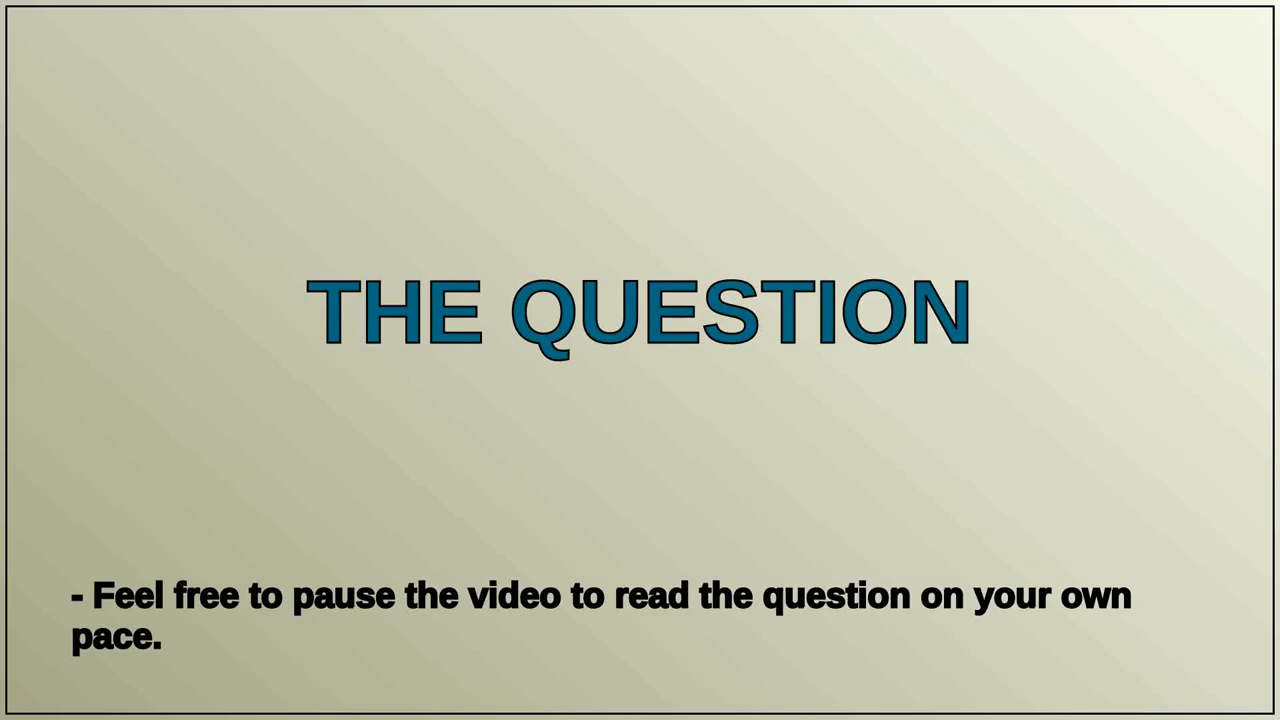 THE QUESTION
- Feel free to pause the video to read the question on your own
pace.